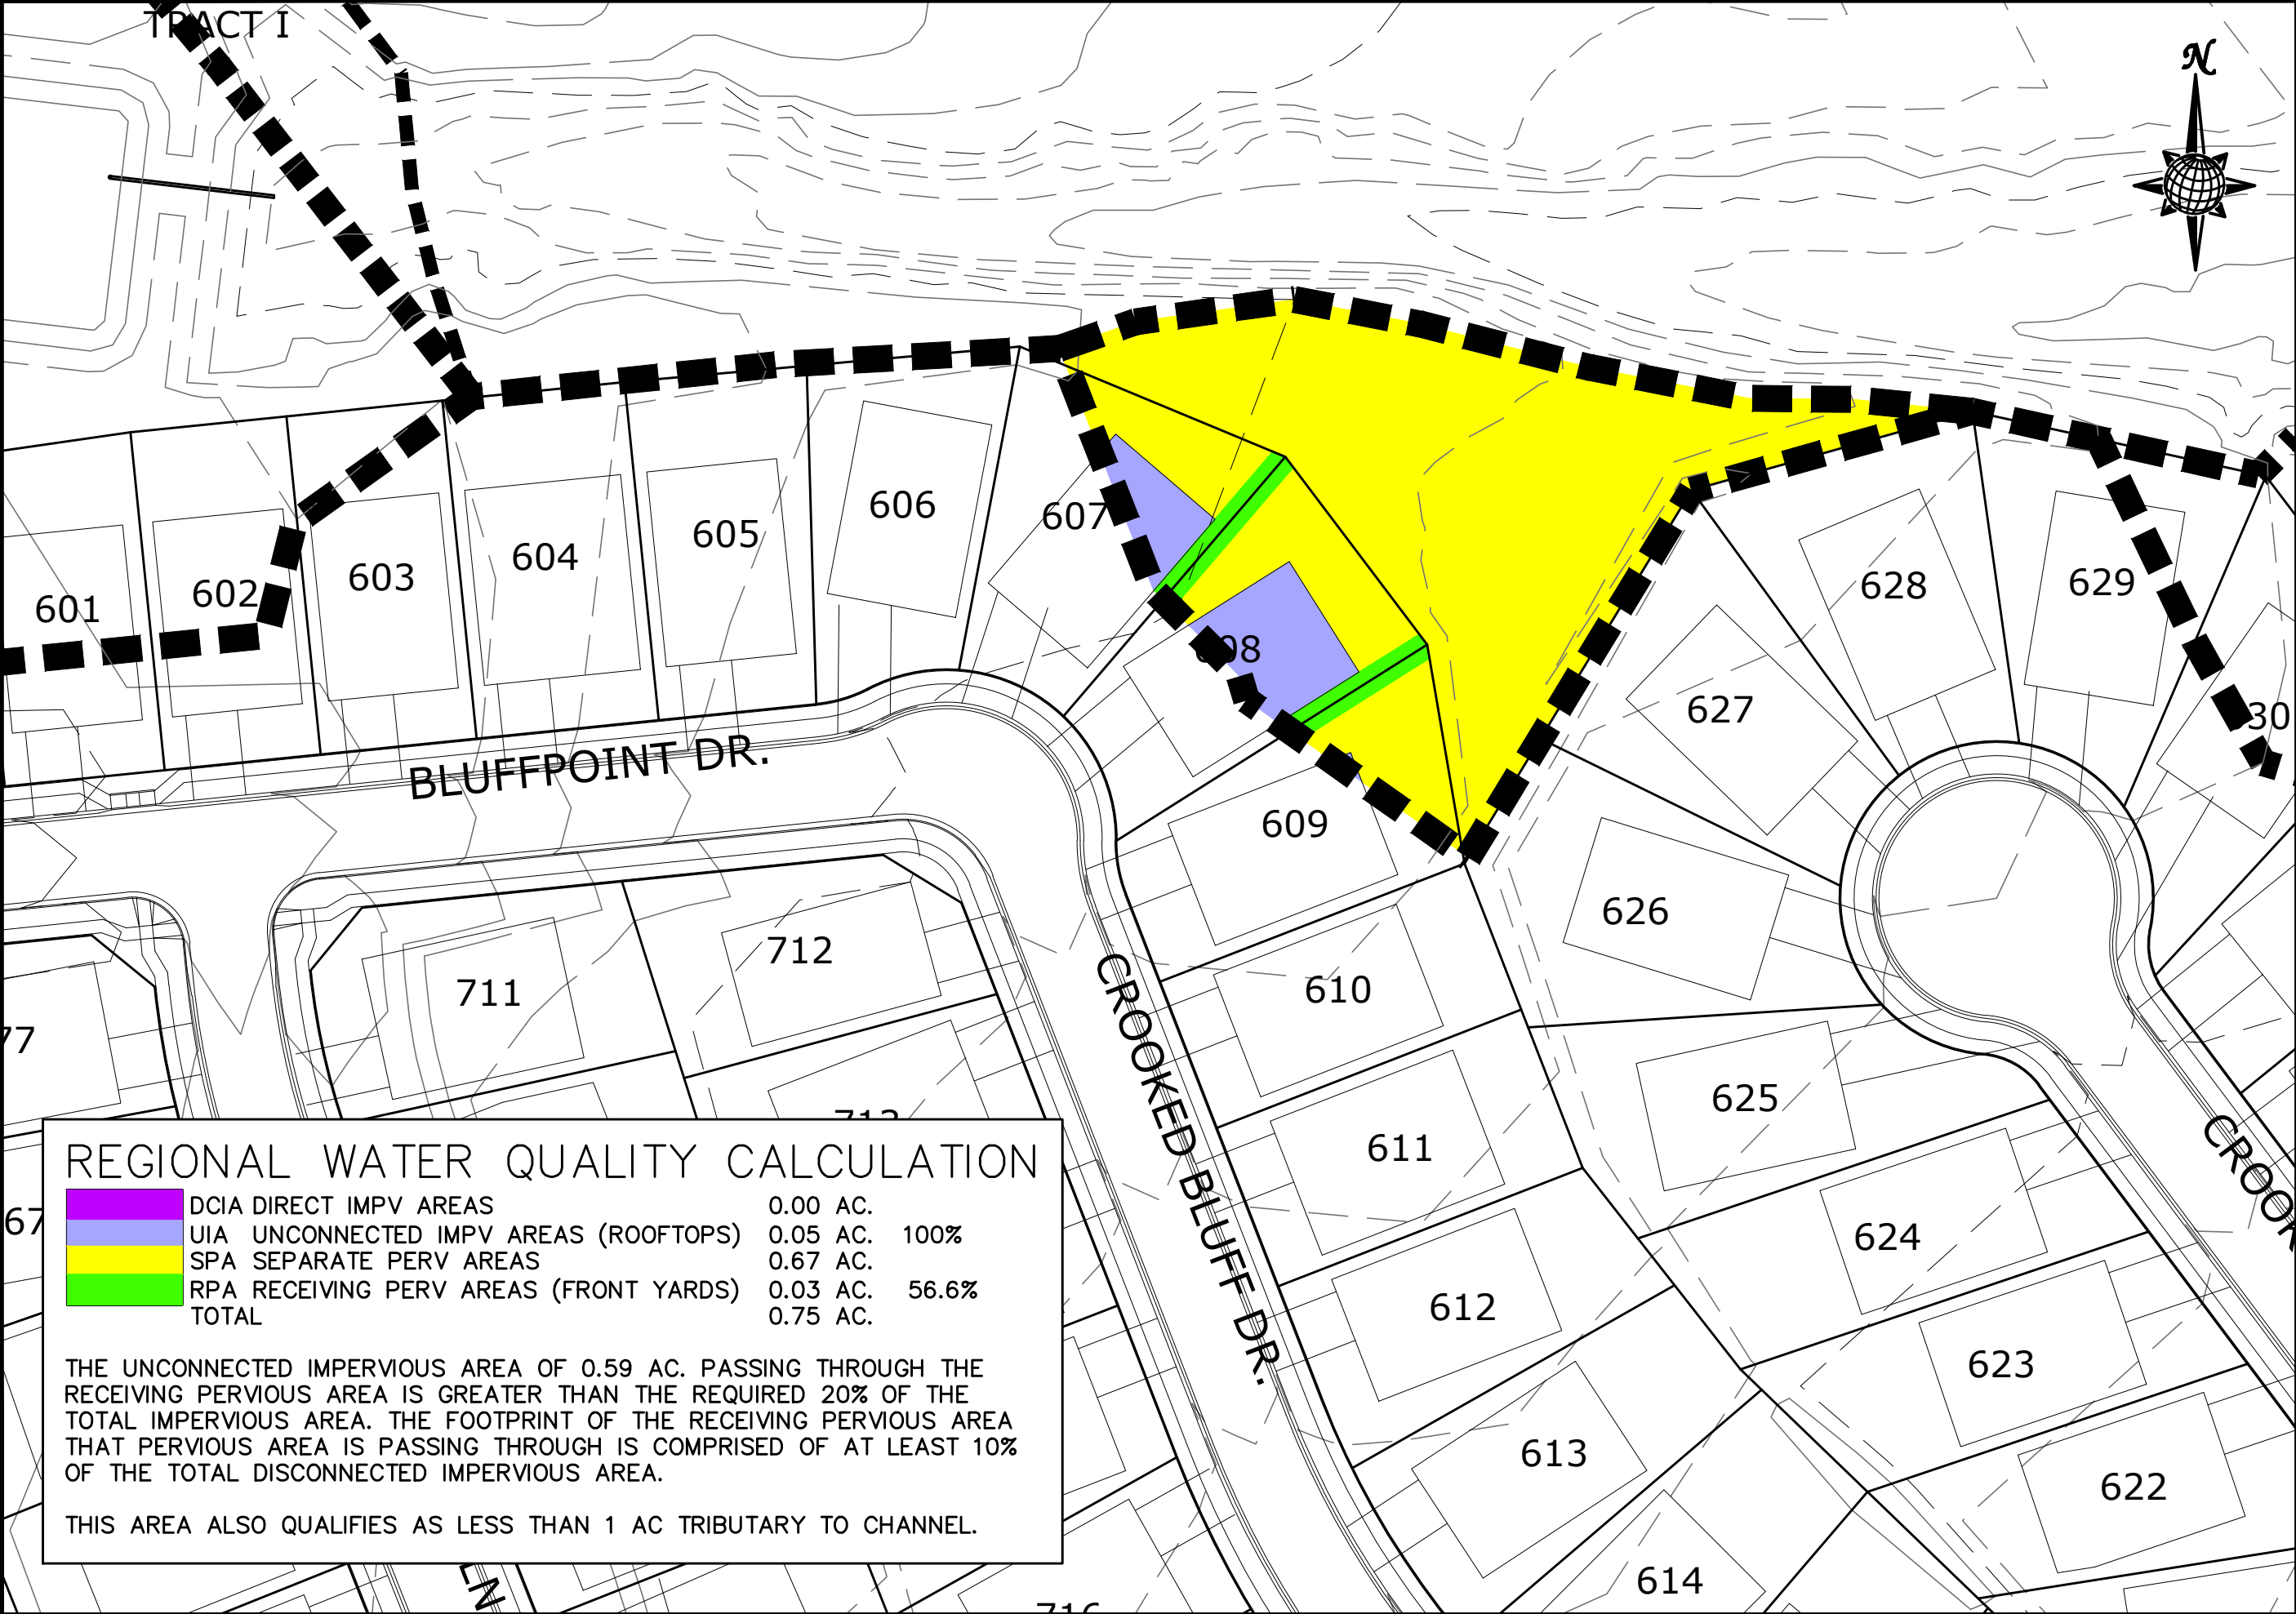 TRACT I
N
606
607
605
604
603
602
601
608
628
629
627
30
609
626
BLUFFPOINT DR.
712
711
610
77
CROOKED BLUFF DR.
625
611
CROOK
624
67
612
623
613
622
614
LN
REGIONAL WATER QUALITY CALCULATION
DCIA DIRECT IMPV AREAS 0.00 AC.
UIA UNCONNECTED IMPV AREAS (ROOFTOPS) 0.05 AC. 100%
SPA SEPARATE PERV AREAS 0.67 AC.
RPA RECEIVING PERV AREAS (FRONT YARDS) 0.03 AC. 56.6%
TOTAL 0.75 AC.
THE UNCONNECTED IMPERVIOUS AREA OF 0.59 AC. PASSING THROUGH THE
RECEIVING PERVIOUS AREA IS GREATER THAN THE REQUIRED 20% OF THE
TOTAL IMPERVIOUS AREA. THE FOOTPRINT OF THE RECEIVING PERVIOUS AREA
THAT PERVIOUS AREA IS PASSING THROUGH IS COMPRISED OF AT LEAST 10%
OF THE TOTAL DISCONNECTED IMPERVIOUS AREA.
THIS AREA ALSO QUALIFIES AS LESS THAN 1 AC TRIBUTARY TO CHANNEL.